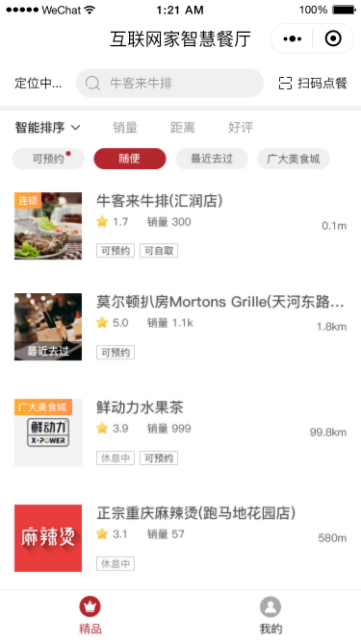 WeChat 1:21 AM 100%
互联网家智慧餐厅
定位中... 牛客来牛排 扫码点餐
智能排序 销量 距离 好评
可预约 随便 最近去过 广大美食城
连锁
牛客来牛排(汇润店)
1.7 销量 300 0.1m
可预约 可自取
莫尔顿扒房Mortons Grille(天河东路...
5.0 销量 1.1k 1.8km
最近去过 可预约
广大美食城
鲜动力水果茶
鲜动力
X-POWER
3.9 销量 999 99.8km
休息中 可预约
正宗重庆麻辣烫(跑马地花园店)
麻辣烫
3.1 销量 57 580m
休息中
精品 我的